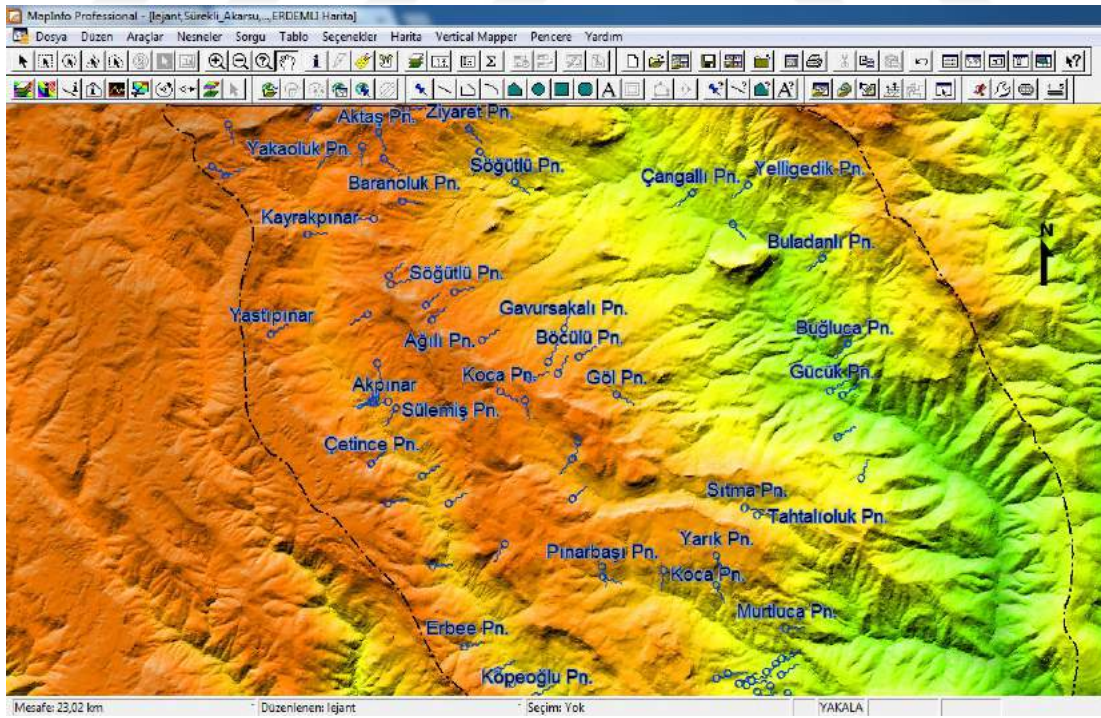 MapInfo Professional - [lejant,Sürekli_Akarsu,...,ERDEMLİ Harita]
Dosya Düzen Araçlar Nesneler Sorgu Tablo Seçenekler Harita Vertical Mapper Pencere Yardım
Aktaş Pn. Ziyaret Pn.
Yakaoluk Pn.
Söğütlü Pn.
Baranoluk Pn.
Çangallı Pn. Yelligedik Pn.
Kayrakpınar
Buladanlı Pn.
N
Söğütlü Pn.
Gavursakalı Pn.
Yastıpınar
Ağılı Pn. Böcülü Pn.
Buğluca Pn.
Koca Pn. Göl Pn.
Gücük Pn.
Akpınar
Sülemiş Pn.
Çetince Pn.
Sıtma Pn.
Tahtalıoluk Pn.
Pınarbaşı Pn. Yarık Pn.
Koca Pn.
Murtluca Pn.
Erbee Pn.
Köpeoğlu Pn.
Mesafe: 23,02 km Düzenlenen: lejant Seçim: Yok YAKALA